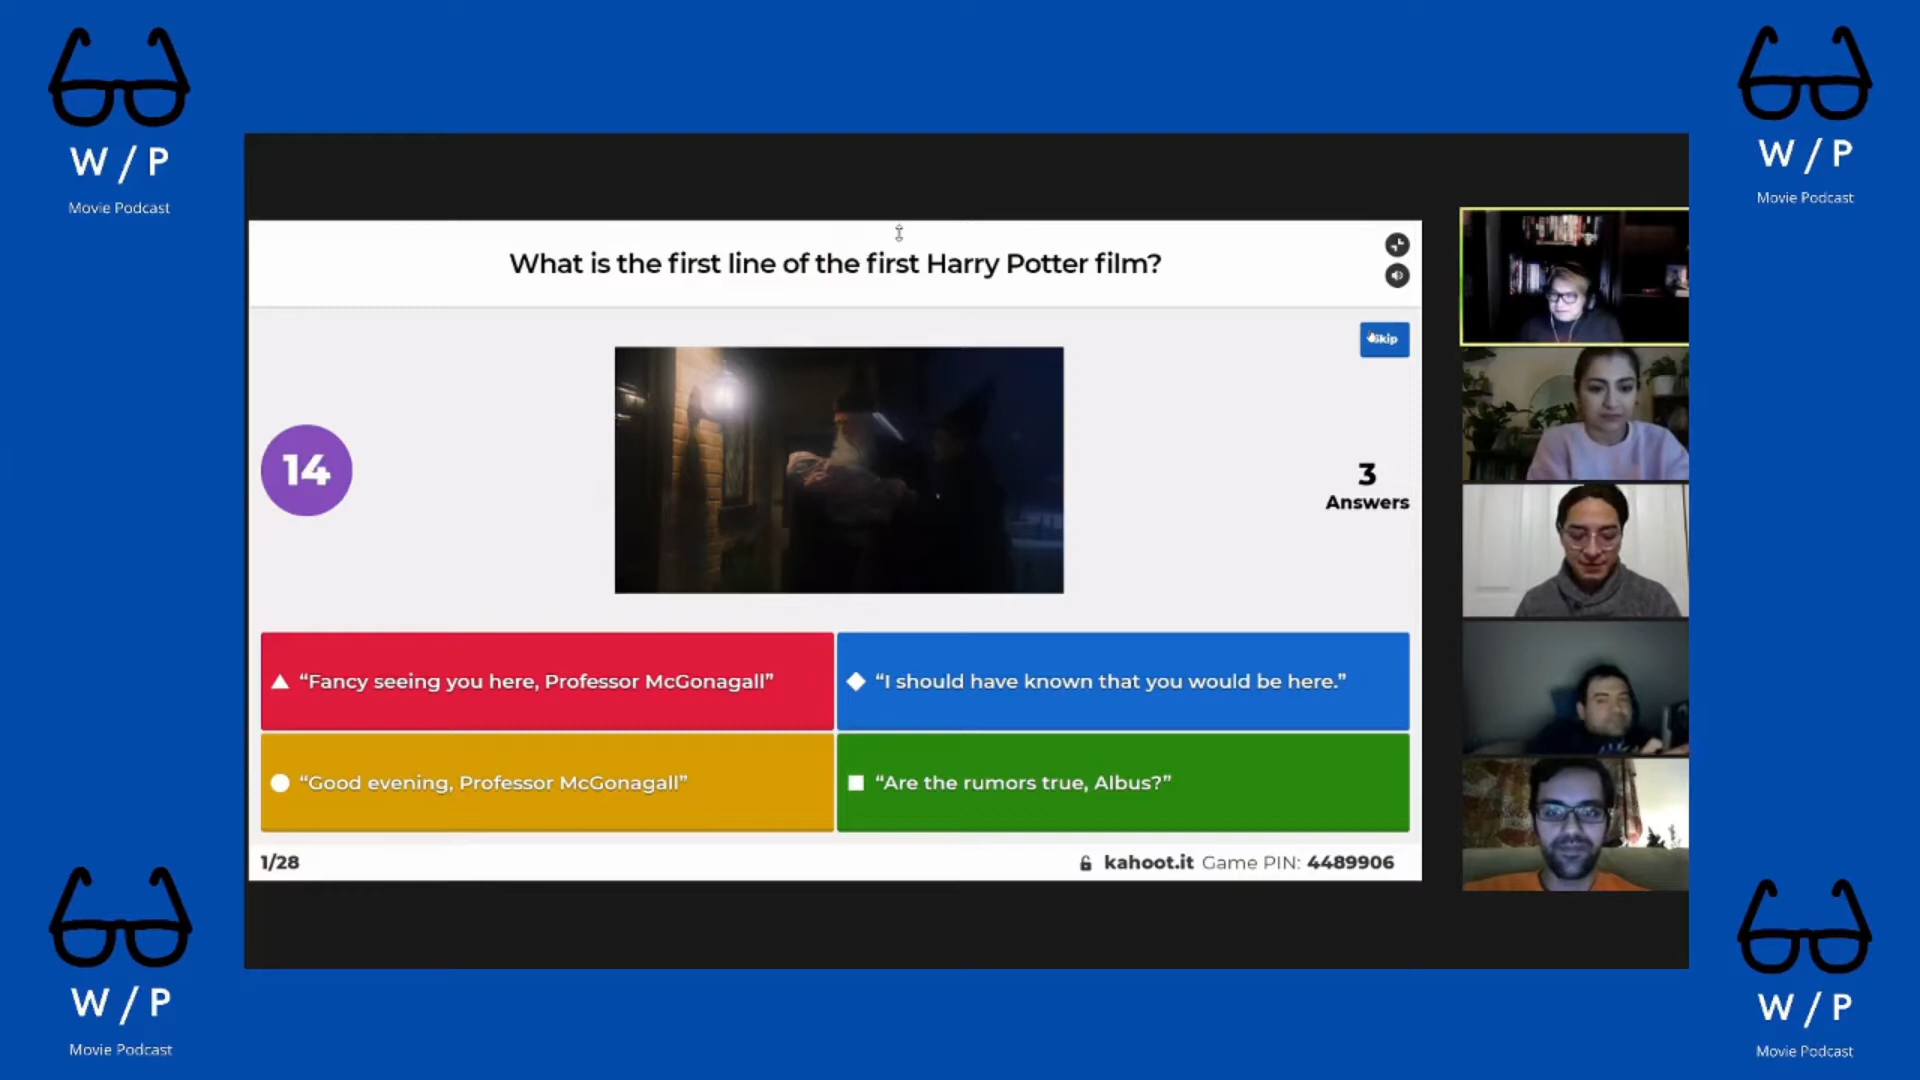 W/P
Movie Podcast
W/P
Movie Podcast
What is the first line of the first Harry Potter film?
Skip
14
3
Answers
“Fancy seeing you here, Professor McGonagall”
“I should have known that you would be here.”
“Good evening, Professor McGonagall”
“Are the rumors true, Albus?”
1/28
kahoot.it Game PIN: 4489906
W/P
Movie Podcast
W/P
Movie Podcast